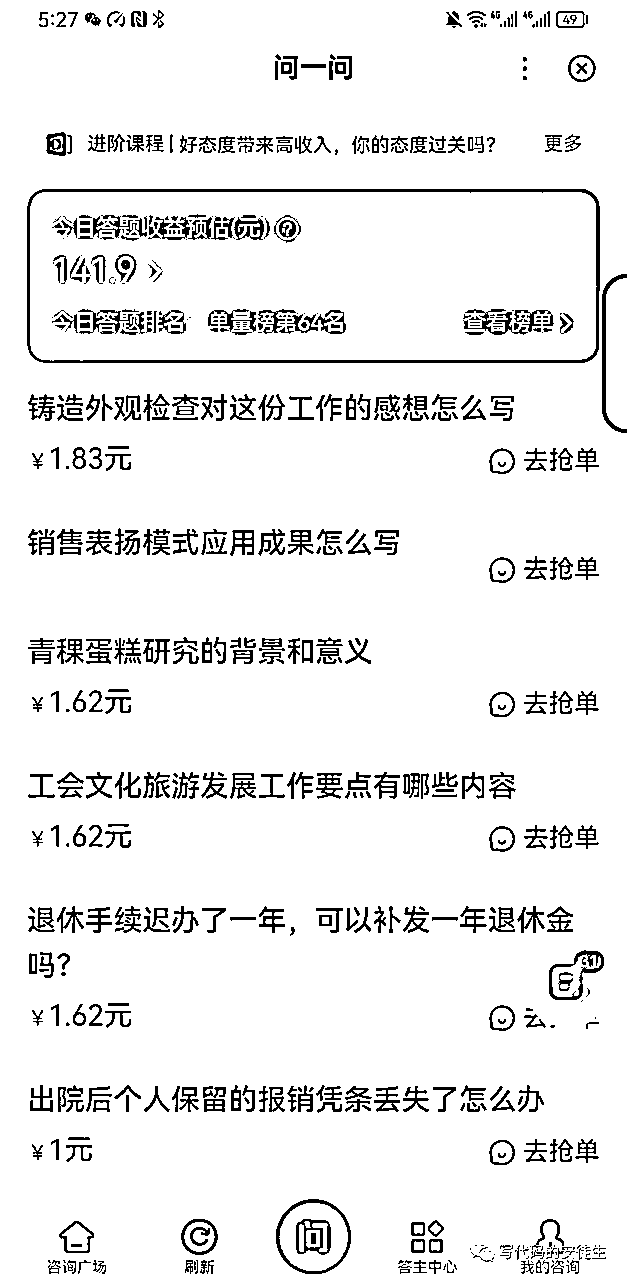 5:27
49
问一问
进阶课程 | 好态度带来高收入，你的态度过关吗？ 更多
今日答题收益预估(元)
141.9
今日答题排名 单量榜第64名 查看榜单
铸造外观检查对这份工作的感想怎么写
¥1.83元 去抢单
销售表扬模式应用成果怎么写
去抢单
青稞蛋糕研究的背景和意义
¥1.62元 去抢单
工会文化旅游发展工作要点有哪些内容
¥1.62元 去抢单
退休手续迟办了一年，可以补发一年退休金
吗？
¥1.62元 去
出院后个人保留的报销凭条丢失了怎么办
¥1元 去抢单
问
咨询广场 刷新 答主中心 我的咨询
写代码的安徒生